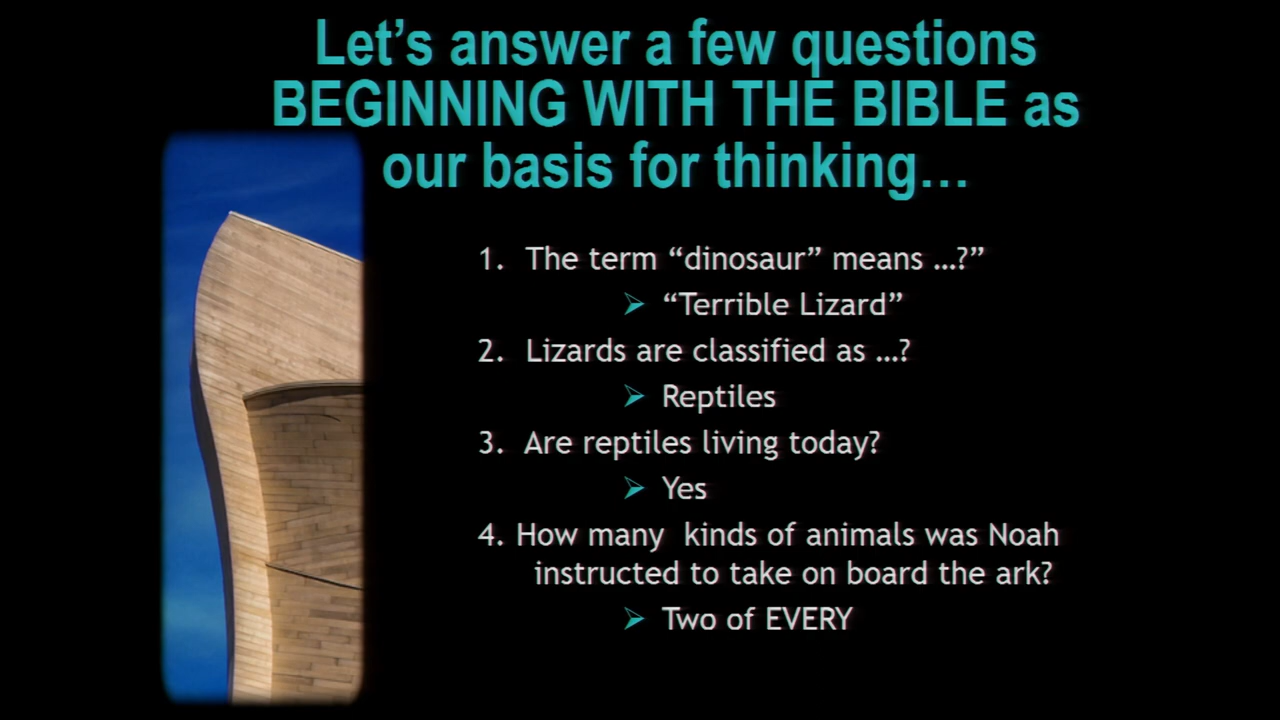 Let’s answer a few questions
BEGINNING WITH THE BIBLE as
our basis for thinking…
1. The term “dinosaur” means …?”
➢ “Terrible Lizard”
2. Lizards are classified as …?
➢ Reptiles
3. Are reptiles living today?
➢ Yes
4. How many kinds of animals was Noah
instructed to take on board the ark?
➢ Two of EVERY